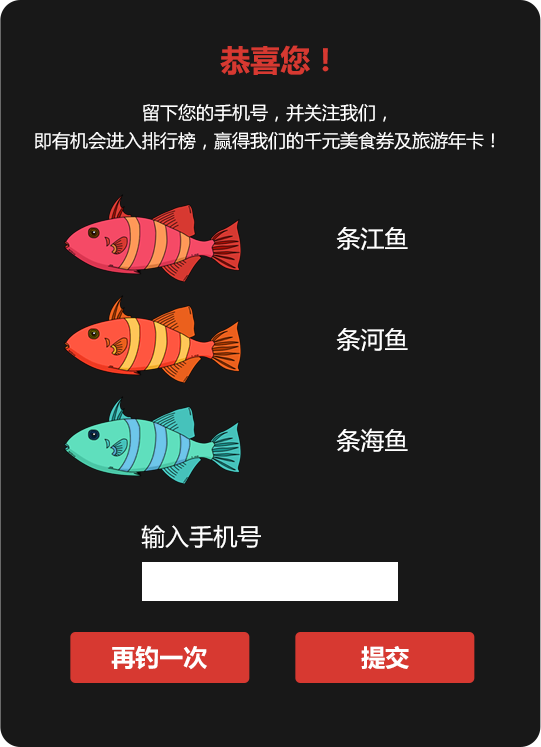 恭喜您！
留下您的手机号，并关注我们，
即有机会进入排行榜，赢得我们的千元美食券及旅游年卡！
条江鱼
条河鱼
条海鱼
输入手机号
再钓一次
提交